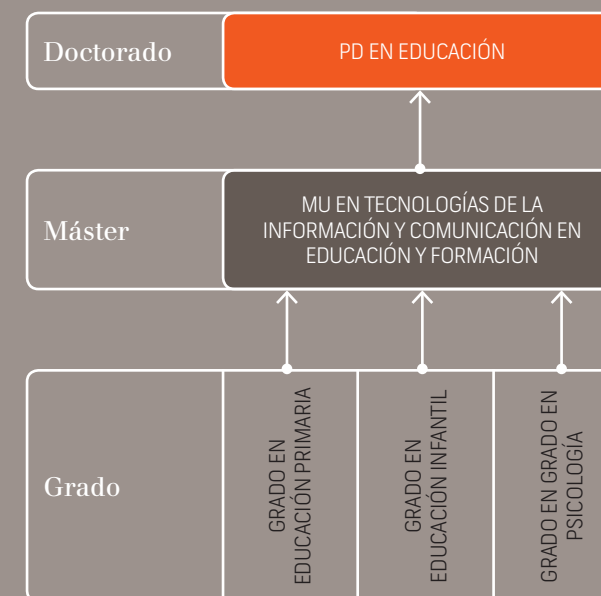 Doctorado
PD EN EDUCACIÓN
Máster
MU EN TECNOLOGÍAS DE LA
INFORMACIÓN Y COMUNICACIÓN EN
EDUCACIÓN Y FORMACIÓN
Grado
GRADO EN
EDUCACIÓN PRIMARIA
GRADO EN
EDUCACIÓN INFANTIL
GRADO EN GRADO EN
PSICOLOGÍA